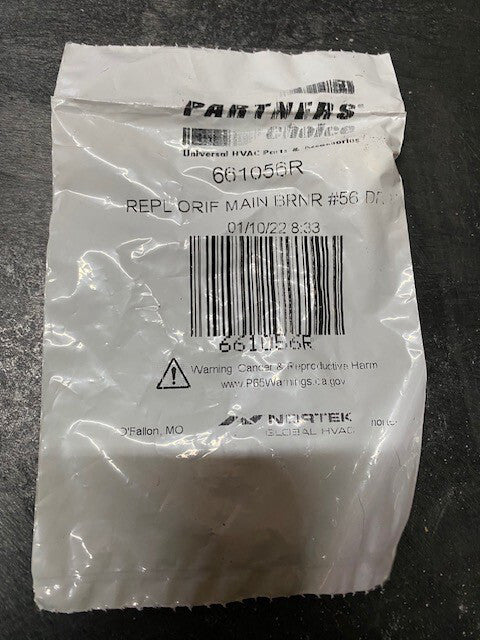 PARTNERS
Choice
Universal HVAC Parts & Accessories
661056R
REPL ORIF MAIN BRNR #56 D
01/10/22 8:33
661056R
Warning Cancer & Reproductive Harm
www.P65Warnings.ca.gov
O'Fallon, MO
NORTEK
GLOBAL HVAC
norte